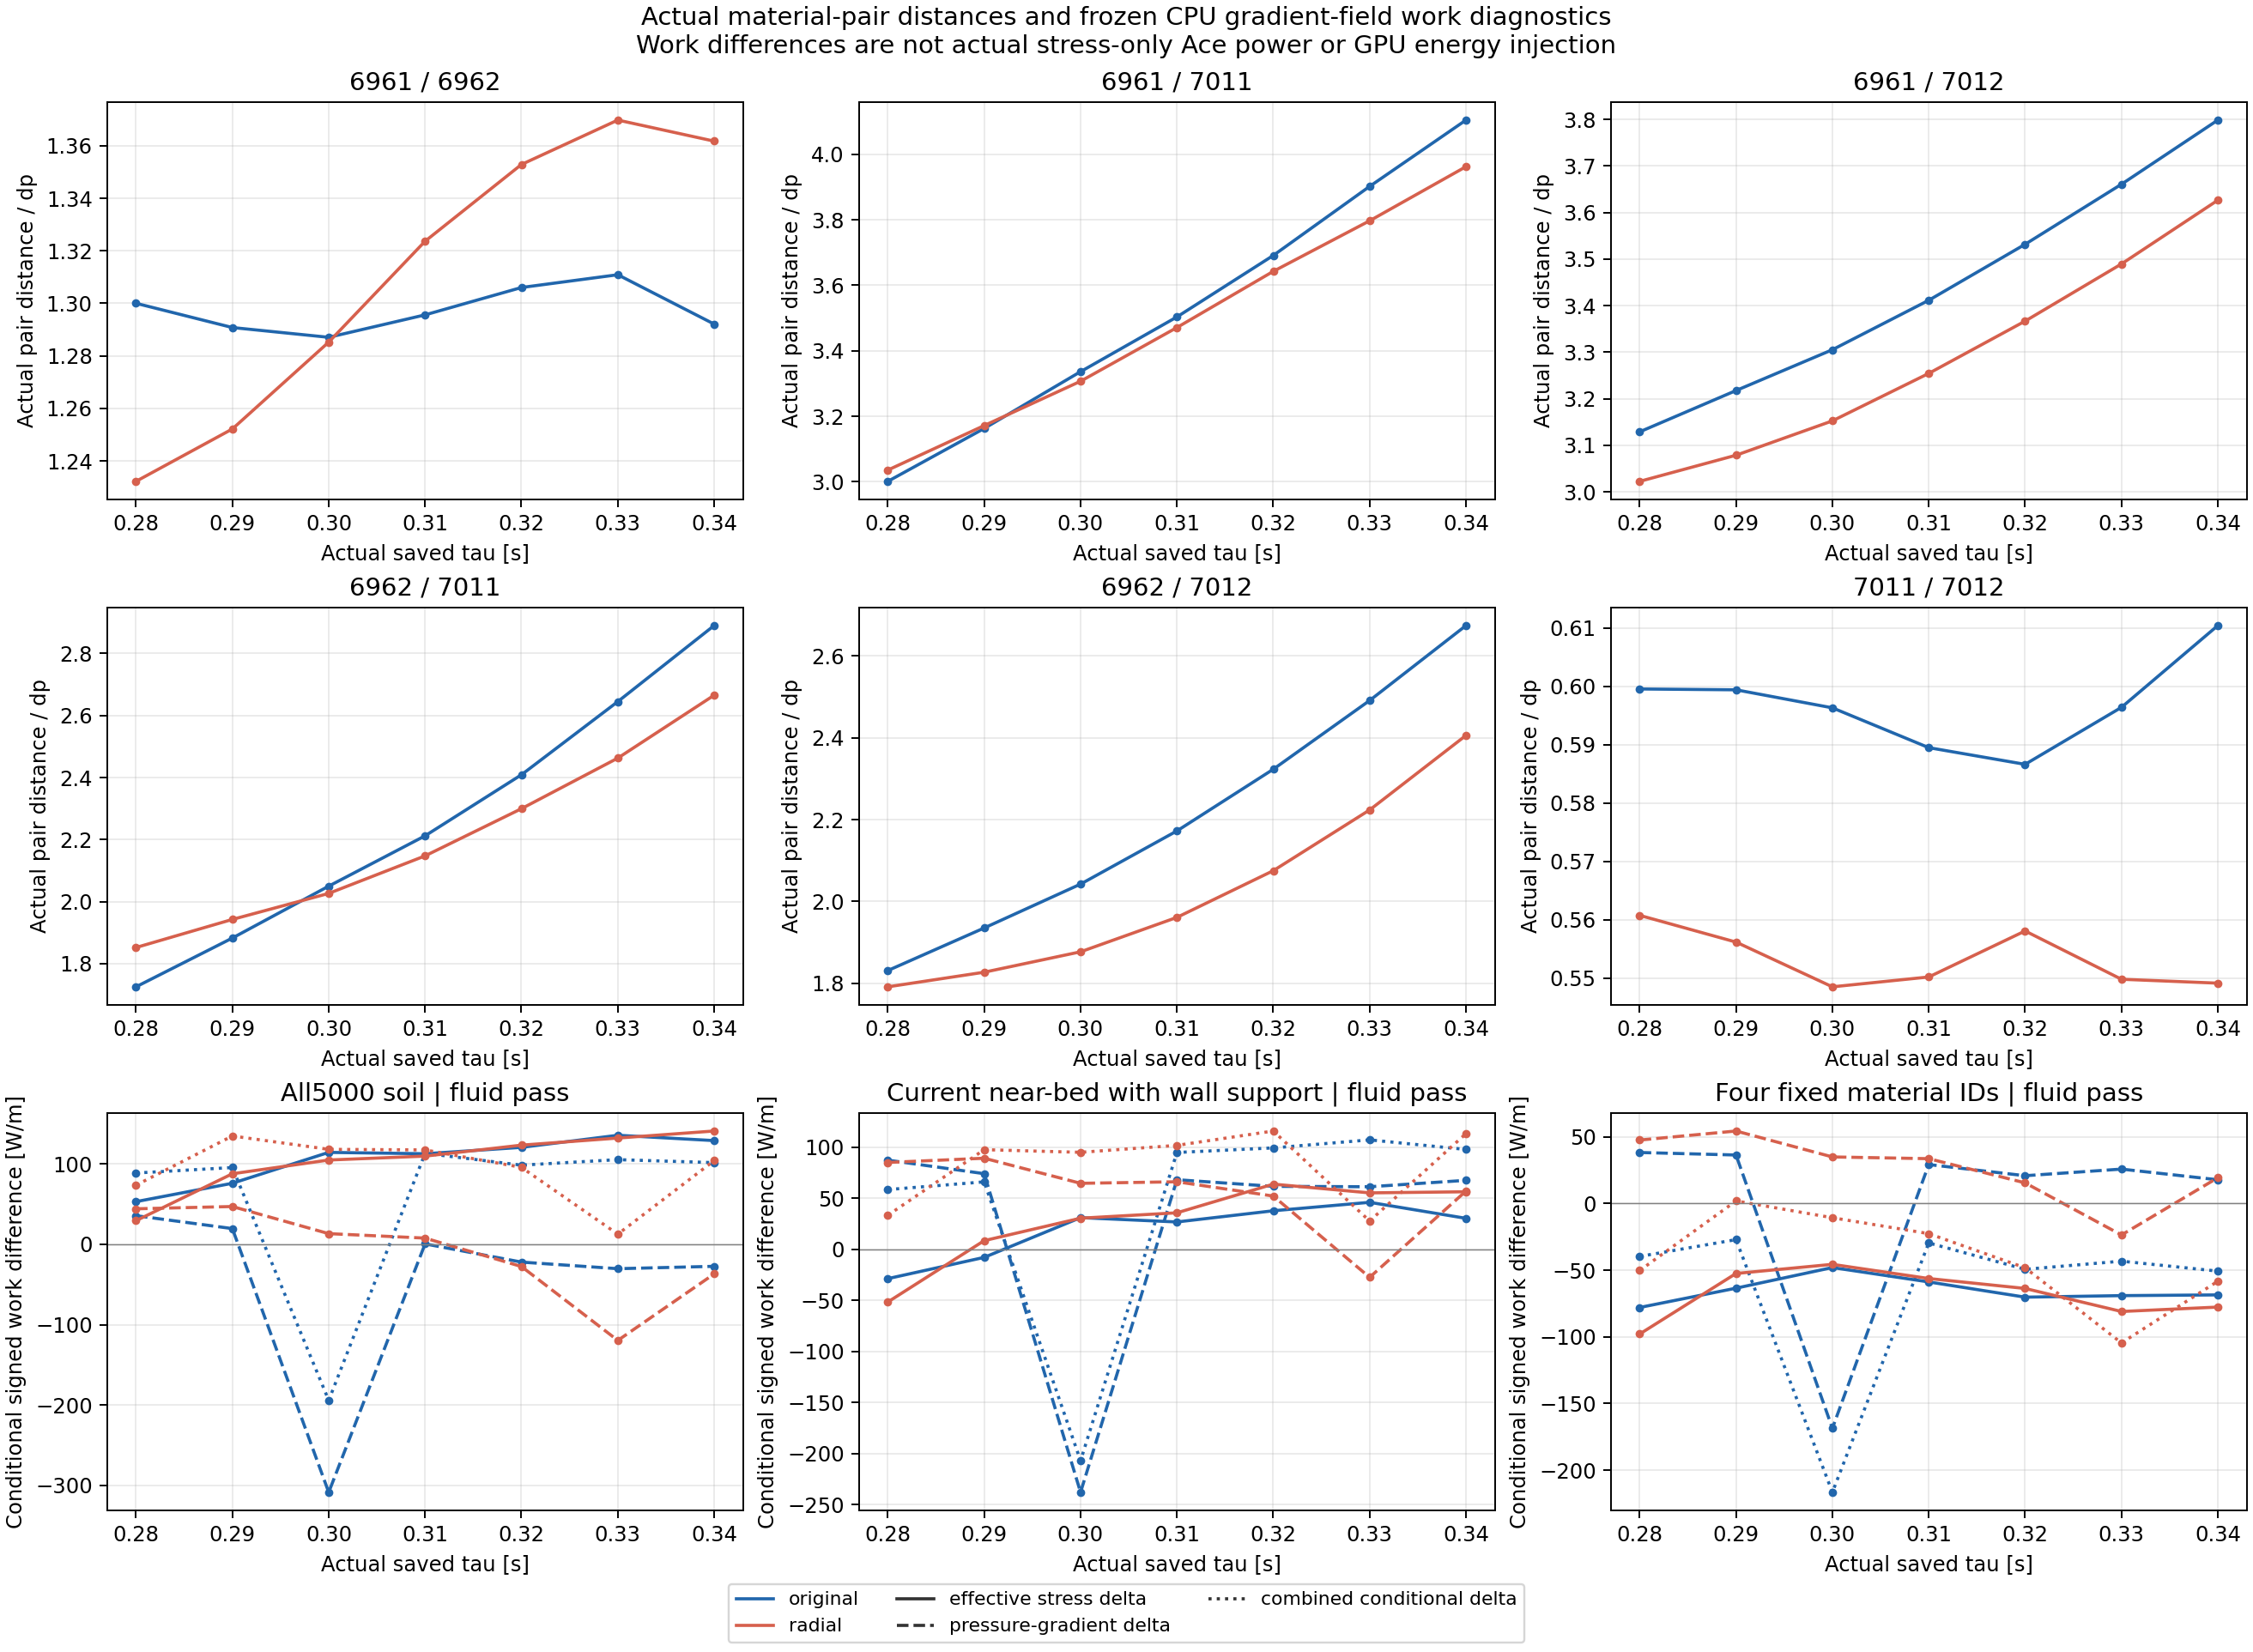 Actual material-pair distances and frozen CPU gradient-field work diagnostics
Work differences are not actual stress-only Ace power or GPU energy injection
6961 / 6962
Actual pair distance / dp
1.36
1.34
1.32
1.30
1.28
1.26
1.24
0.28 0.29 0.30 0.31 0.32 0.33 0.34
Actual saved tau [s]
6961 / 7011
Actual pair distance / dp
4.0
3.8
3.6
3.4
3.2
3.0
0.28 0.29 0.30 0.31 0.32 0.33 0.34
Actual saved tau [s]
6961 / 7012
Actual pair distance / dp
3.8
3.7
3.6
3.5
3.4
3.3
3.2
3.1
3.0
0.28 0.29 0.30 0.31 0.32 0.33 0.34
Actual saved tau [s]
6962 / 7011
Actual pair distance / dp
2.8
2.6
2.4
2.2
2.0
1.8
0.28 0.29 0.30 0.31 0.32 0.33 0.34
Actual saved tau [s]
6962 / 7012
Actual pair distance / dp
2.6
2.4
2.2
2.0
1.8
0.28 0.29 0.30 0.31 0.32 0.33 0.34
Actual saved tau [s]
7011 / 7012
Actual pair distance / dp
0.61
0.60
0.59
0.58
0.57
0.56
0.55
0.28 0.29 0.30 0.31 0.32 0.33 0.34
Actual saved tau [s]
All5000 soil | fluid pass
Conditional signed work difference [W/m]
100
0
−100
−200
−300
0.28 0.29 0.30 0.31 0.32 0.33 0.34
Actual saved tau [s]
Current near-bed with wall support | fluid pass
Conditional signed work difference [W/m]
100
50
0
−50
−100
−150
−200
−250
0.28 0.29 0.30 0.31 0.32 0.33 0.34
Actual saved tau [s]
Four fixed material IDs | fluid pass
Conditional signed work difference [W/m]
50
0
−50
−100
−150
−200
0.28 0.29 0.30 0.31 0.32 0.33 0.34
Actual saved tau [s]
original
radial
effective stress delta
pressure-gradient delta
combined conditional delta